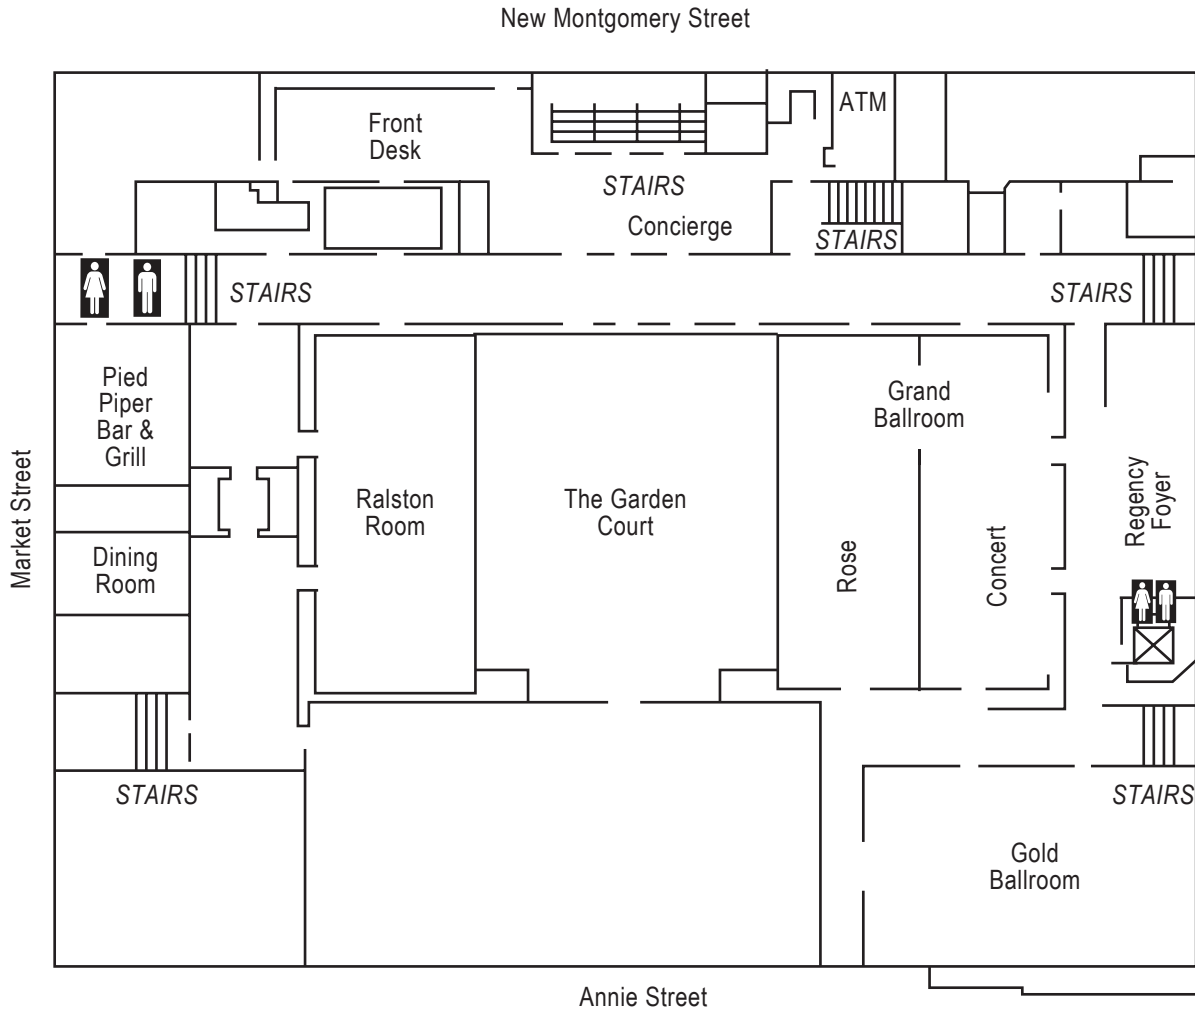 New Montgomery Street
ATM
Front
Desk
STAIRS
Concierge
STAIRS
STAIRS
STAIRS
Pied
Piper
Bar &
Grill
Grand
Ballroom
Market Street
Ralston
Room
The Garden
Court
Regency
Foyer
Dining
Room
Rose
Concert
STAIRS
STAIRS
Gold
Ballroom
Annie Street